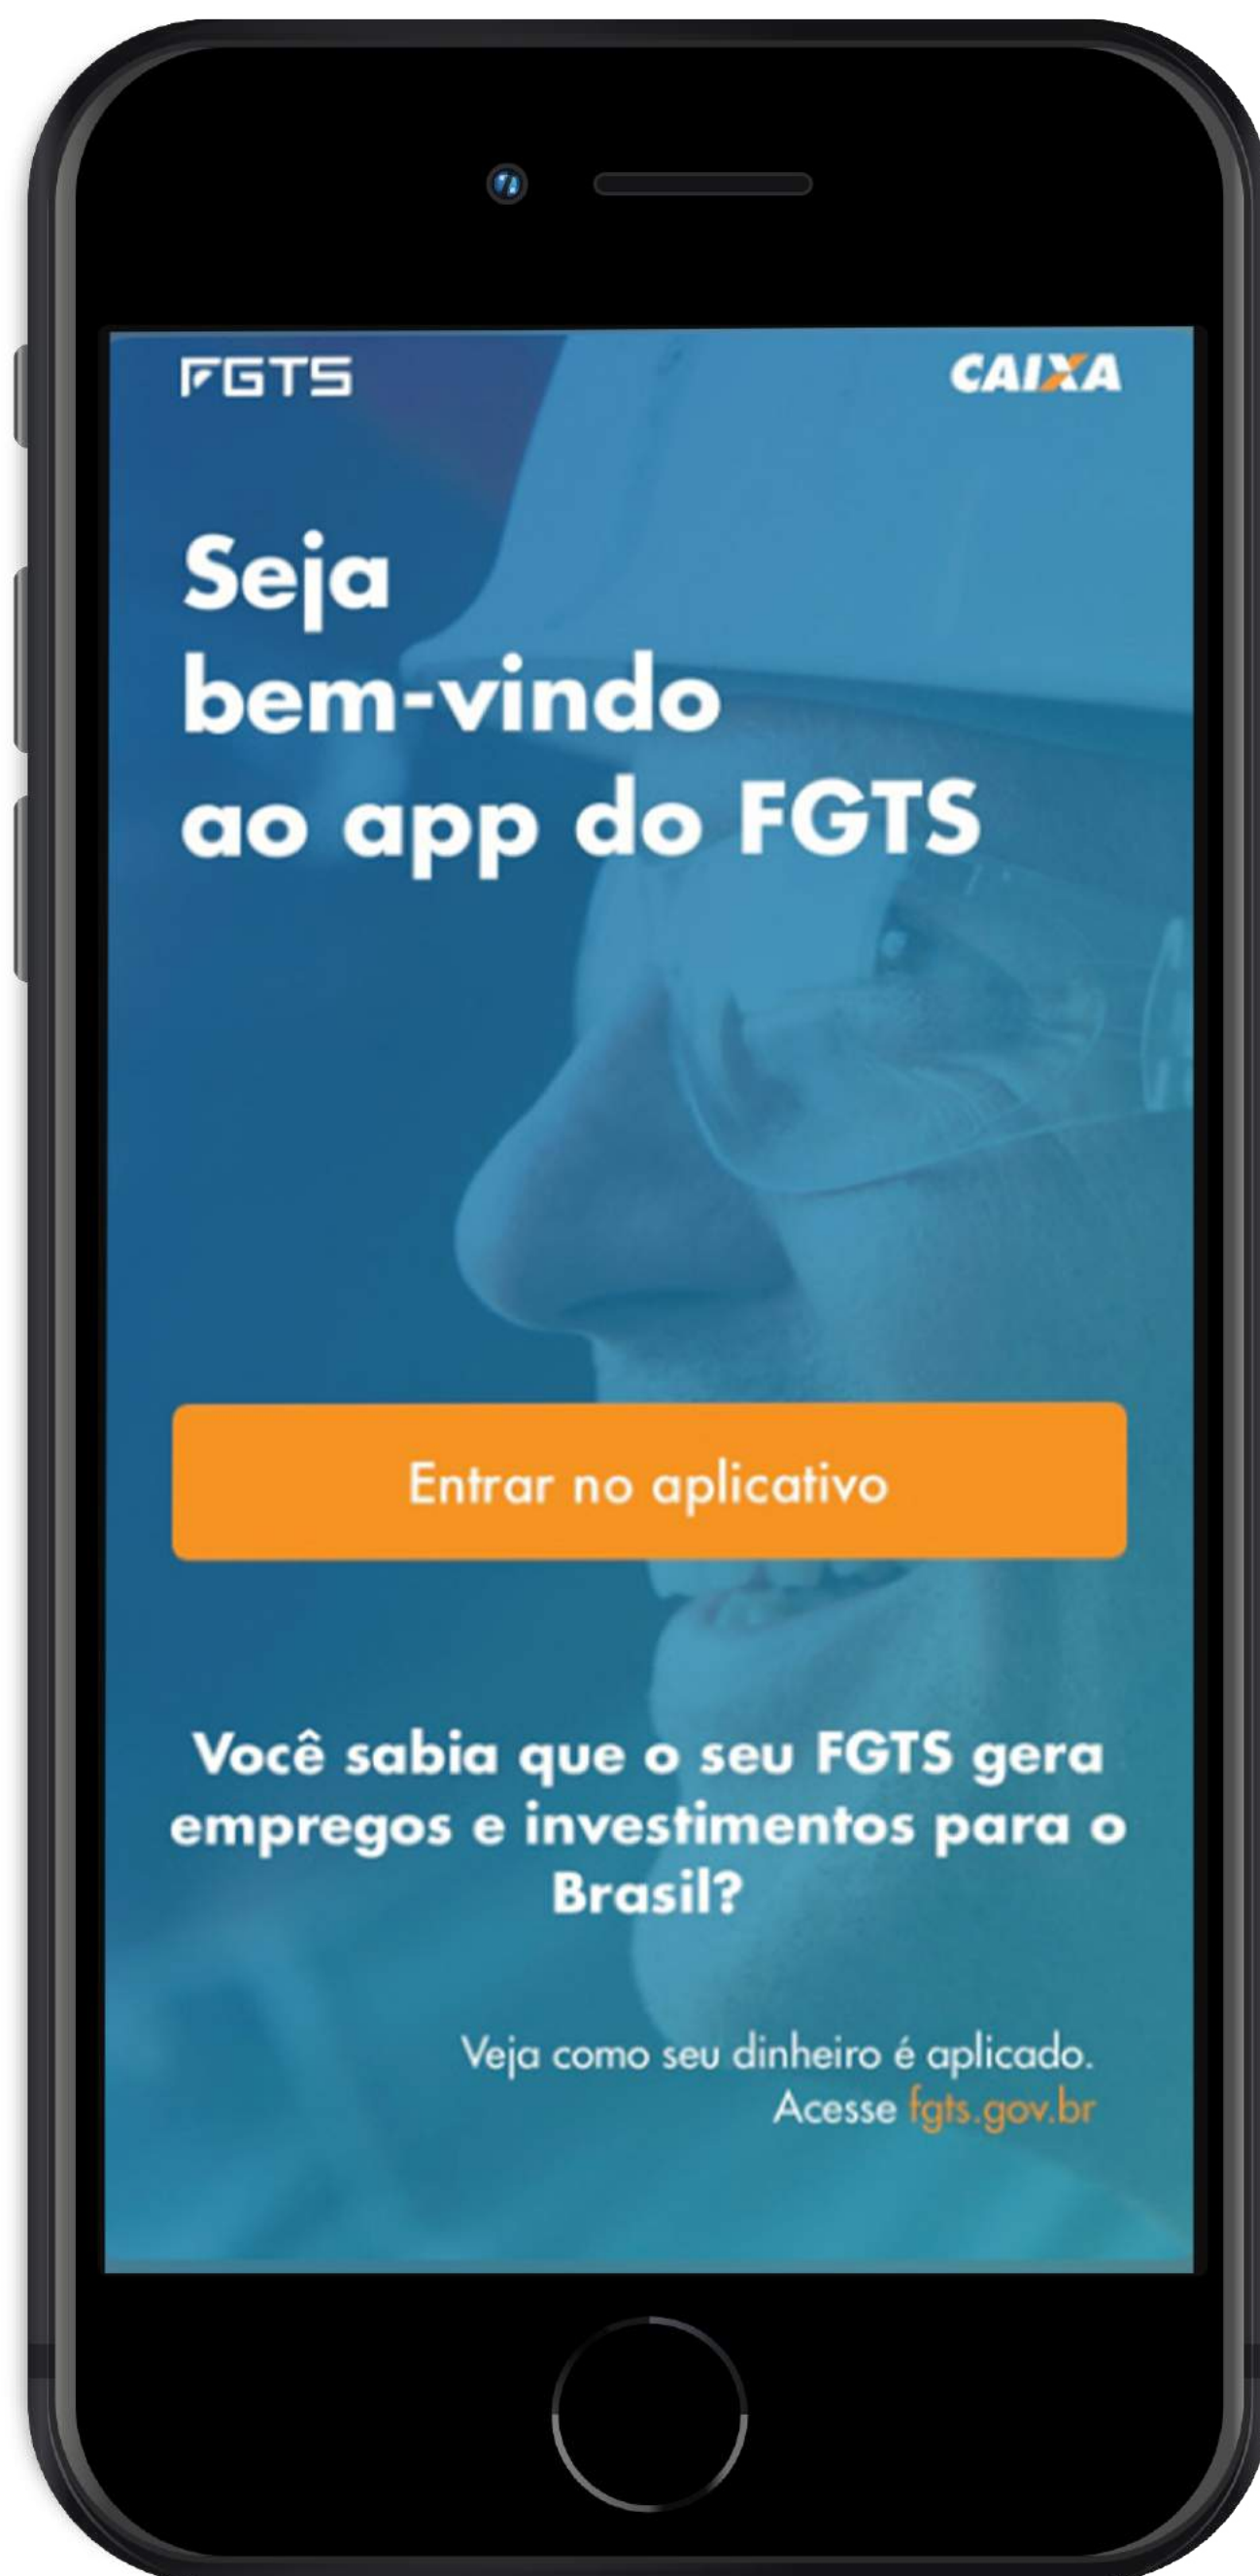 FGTS
CAIXA
Seja
bem-vindo
ao app do FGTS
Entrar no aplicativo
Você sabia que o seu FGTS gera
empregos e investimentos para o
Brasil?
Veja como seu dinheiro é aplicado.
Acesse fgts.gov.br